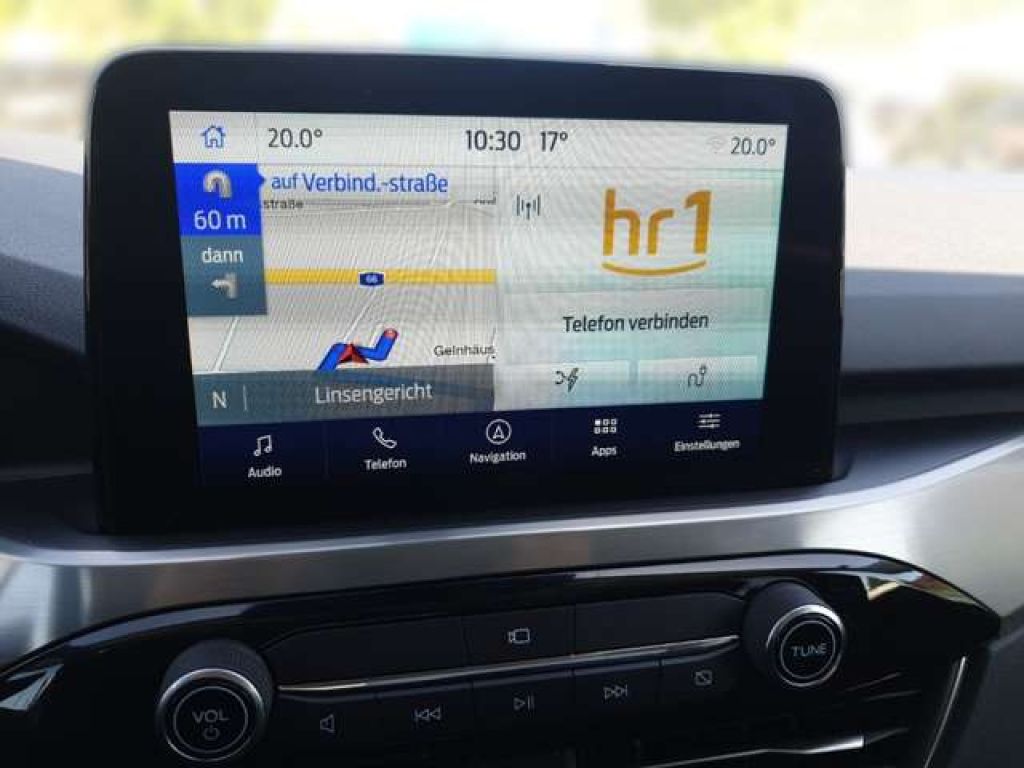 20.0° 10:30 17° 20.0°
auf Verbind.-straße
straße
60 m
dann
66
hr1
Telefon verbinden
Gelnhaus
N Linsengericht
Audio Telefon Navigation Apps Einstellungen
VOL
TUNE